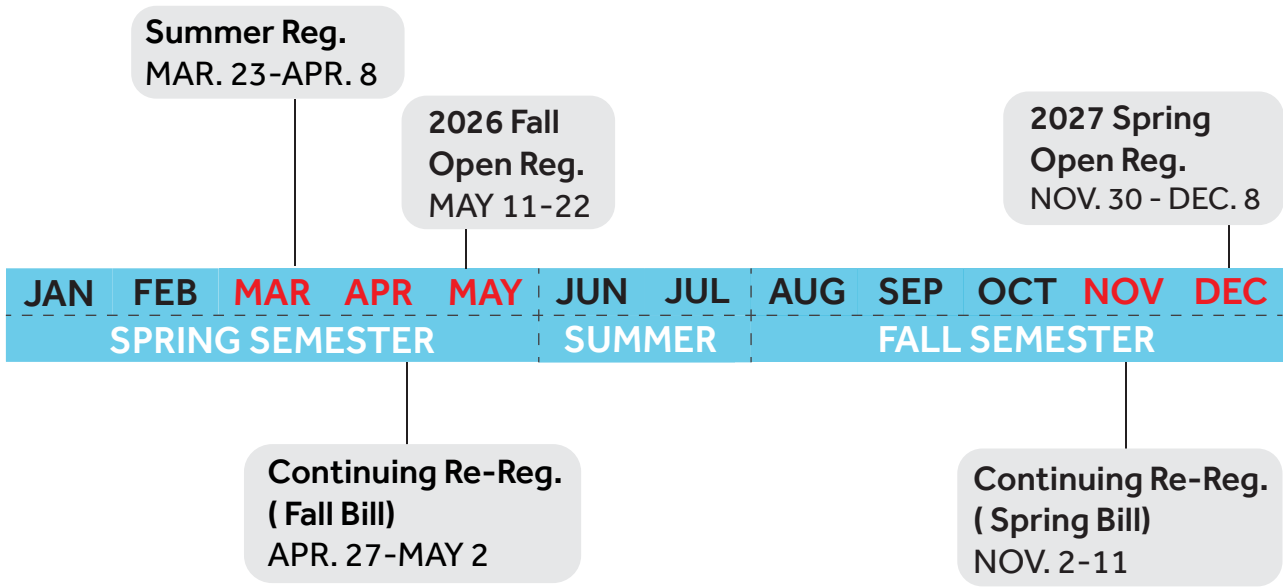 Summer Reg.
MAR. 23-APR. 8
2026 Fall
Open Reg.
MAY 11-22
2027 Spring
Open Reg.
NOV. 30 - DEC. 8
JAN FEB MAR APR MAY JUN JUL AUG SEP OCT NOV DEC
SPRING SEMESTER SUMMER FALL SEMESTER
Continuing Re-Reg.
( Fall Bill)
APR. 27-MAY 2
Continuing Re-Reg.
( Spring Bill)
NOV. 2-11